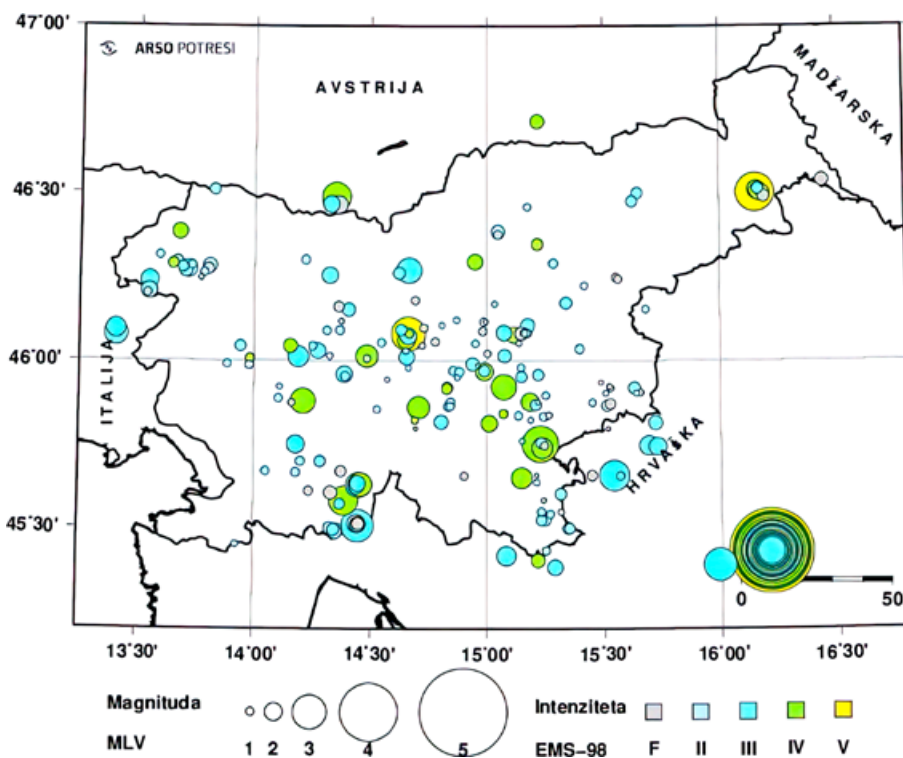 47°00'
ARSO POTRESI
AVSTRIJA
MADŽARSKA
46°30'
46°00'
ITALIJA
HRVAŠKA
45°30'
0 50
13°30' 14°00' 14°30' 15°00' 15°30' 16°00' 16°30'
Magnituda
MLV
1 2 3 4 5
Intenziteta
EMS-98
F II III IV V